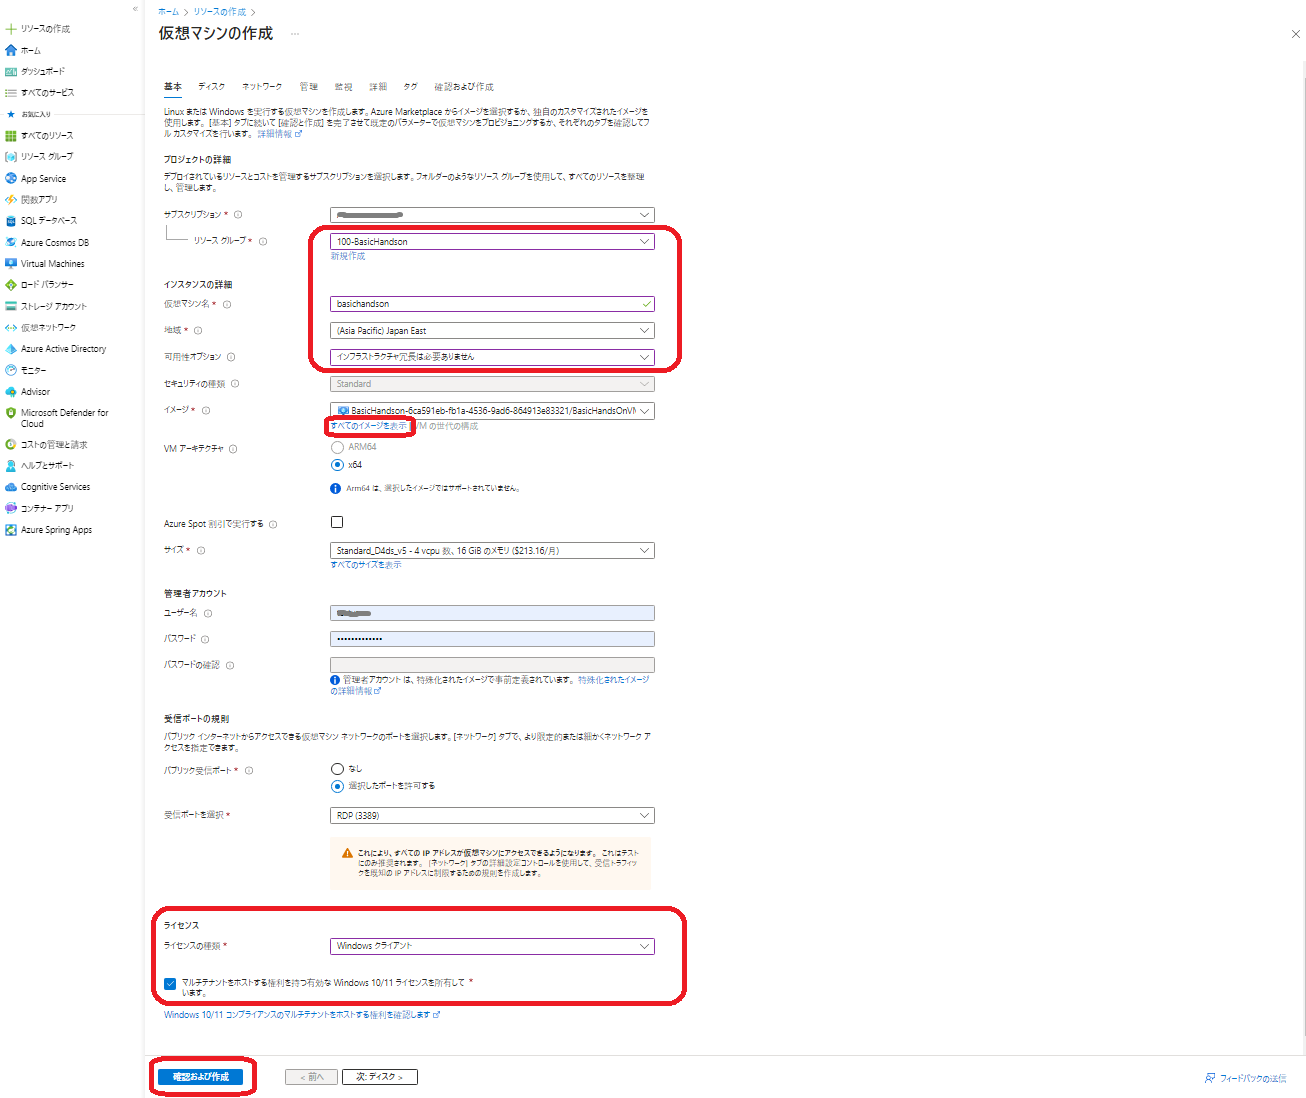 «
ホーム > リソースの作成 >
仮想マシンの作成 ...
リソースの作成
ホーム
ダッシュボード
すべてのサービス
お気に入り
すべてのリソース
リソース グループ
App Service
関数アプリ
SQL データベース
Azure Cosmos DB
Virtual Machines
ロード バランサー
ストレージ アカウント
仮想ネットワーク
Azure Active Directory
モニター
Advisor
Microsoft Defender for
Cloud
コストの管理と請求
ヘルプとサポート
Cognitive Services
コンテナー アプリ
Azure Spring Apps
基本 ディスク ネットワーク 管理 監視 詳細 タグ 確認および作成
Linux または Windows を実行する仮想マシンを作成します。Azure Marketplace からイメージを選択するか、独自のカスタマイズされたイメージを
使用します。[基本] タブに続いて [確認と作成] を完了させて既定のパラメーターで仮想マシンをプロビジョニングするか、それぞれのタブを確認してフ
ル カスタマイズを行います。 詳細情報
プロジェクトの詳細
デプロイされているリソースとコストを管理するサブスクリプションを選択します。フォルダーのようなリソース グループを使用して、すべてのリソースを整理
し、管理します。
サブスクリプション *
リソース グループ * 100-BasicHandson
新規作成
インスタンスの詳細
仮想マシン名 * basichandson
地域 * (Asia Pacific) Japan East
可用性オプション インフラストラクチャ冗長は必要ありません
セキュリティの種類 Standard
イメージ * BasicHandson-6ca591eb-fb1a-4536-9ad6-864913e83321/BasicHandsOnVM
すべてのイメージを表示 | VM の世代の構成
VM アーキテクチャ ARM64
x64
Arm64 は、選択したイメージではサポートされていません。
Azure Spot 割引で実行する
サイズ * Standard_D4ds_v5 - 4 vcpu 数、16 GiB のメモリ ($213.16/月)
すべてのサイズを表示
管理者アカウント
ユーザー名
パスワード •••••••••••••
パスワードの確認
管理者アカウント は、特殊化されたイメージで事前定義されています。 特殊化されたイメージ
の詳細情報
受信ポートの規則
パブリック インターネットからアクセスできる仮想マシン ネットワークのポートを選択します。[ネットワーク] タブで、より限定的または細かくネットワーク ア
クセスを指定できます。
パブリック受信ポート * なし
選択したポートを許可する
受信ポートを選択 * RDP (3389)
これにより、すべての IP アドレスが仮想マシンにアクセスできるようになります。 これはテスト
にのみ推奨されます。 [ネットワーク] タブの詳細設定コントロールを使用して、受信トラフィッ
クを既知の IP アドレスに制限するための規則を作成します。
ライセンス
ライセンスの種類 * Windows クライアント
マルチテナントをホストする権利を持つ有効な Windows 10/11 ライセンスを所有して *
います。
Windows 10/11 コンプライアンスのマルチテナントをホストする権利を確認します
確認および作成 < 前へ 次: ディスク > フィードバックの送信